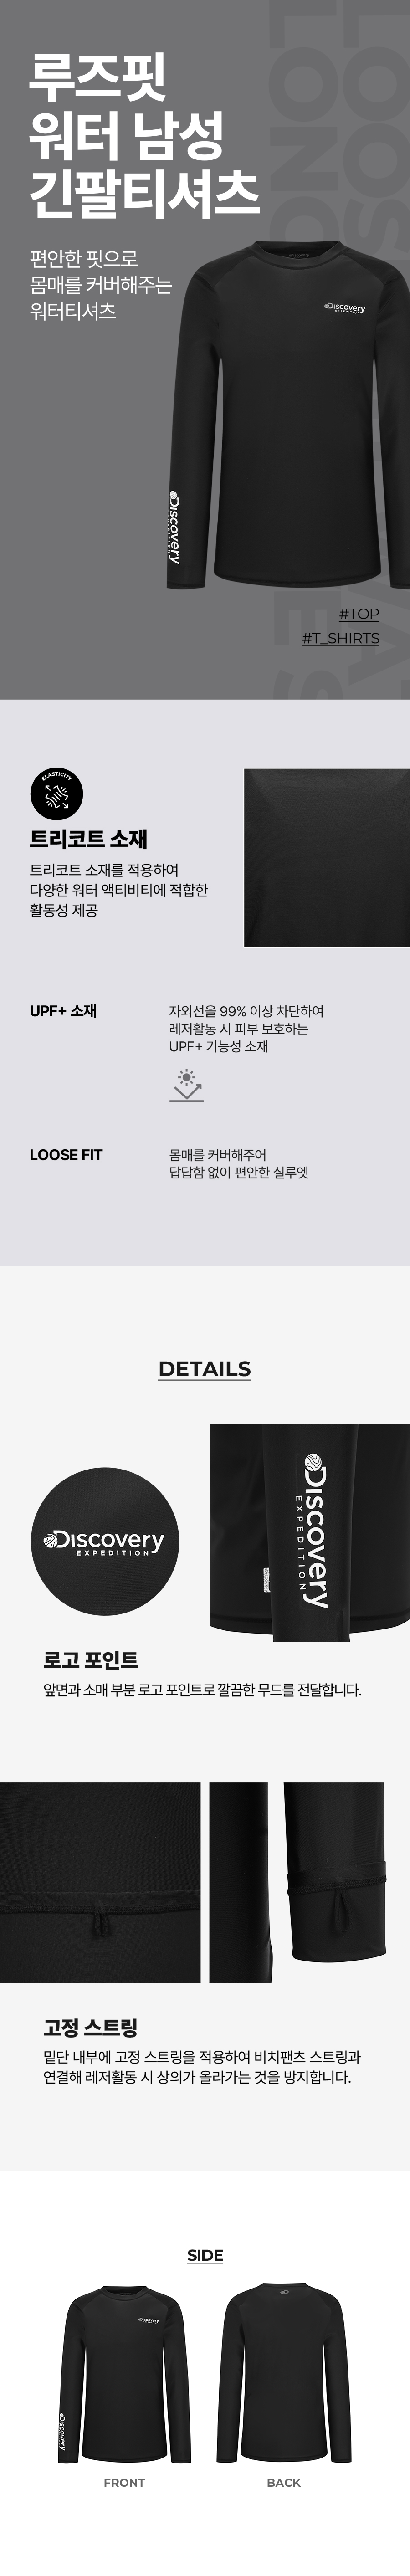 루즈핏
워터 남성
긴팔티셔츠
편안한 핏으로
몸매를 커버해주는
워터티셔츠
Discovery
EXPEDITION
Discovery
#TOP
#T_SHIRTS
ELASTICITY
트리코트 소재
트리코트 소재를 적용하여
다양한 워터 액티비티에 적합한
활동성 제공
UPF+ 소재
자외선을 99% 이상 차단하여
레저활동 시 피부 보호하는
UPF+ 기능성 소재
LOOSE FIT
몸매를 커버해주어
답답함 없이 편안한 실루엣
DETAILS
Discovery
EXPEDITION
Discovery
EXPEDITION
로고 포인트
앞면과 소매 부분 로고 포인트로 깔끔한 무드를 전달합니다.
고정 스트링
밑단 내부에 고정 스트링을 적용하여 비치팬츠 스트링과
연결해 레저활동 시 상의가 올라가는 것을 방지합니다.
SIDE
Discovery
Discovery
FRONT
BACK